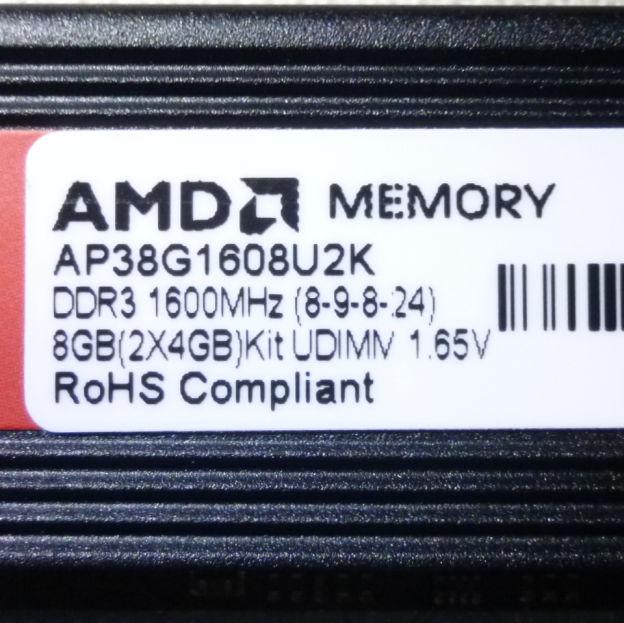 AMD MEMORY
AP38G1608U2K
DDR3 1600MHz (8-9-8-24)
8GB(2X4GB)Kit UDIMM 1.65V
RoHS Compliant